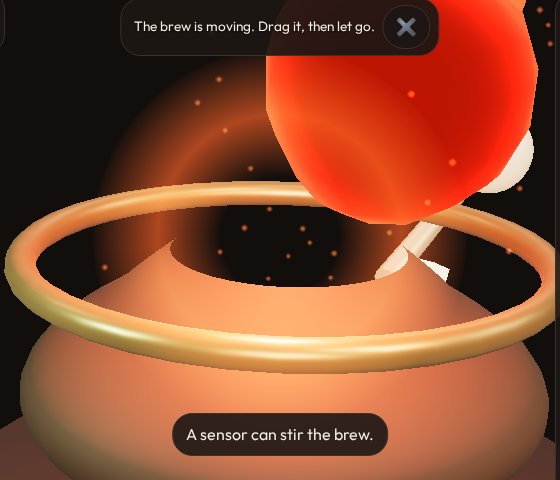 The brew is moving. Drag it, then let go.
A sensor can stir the brew.